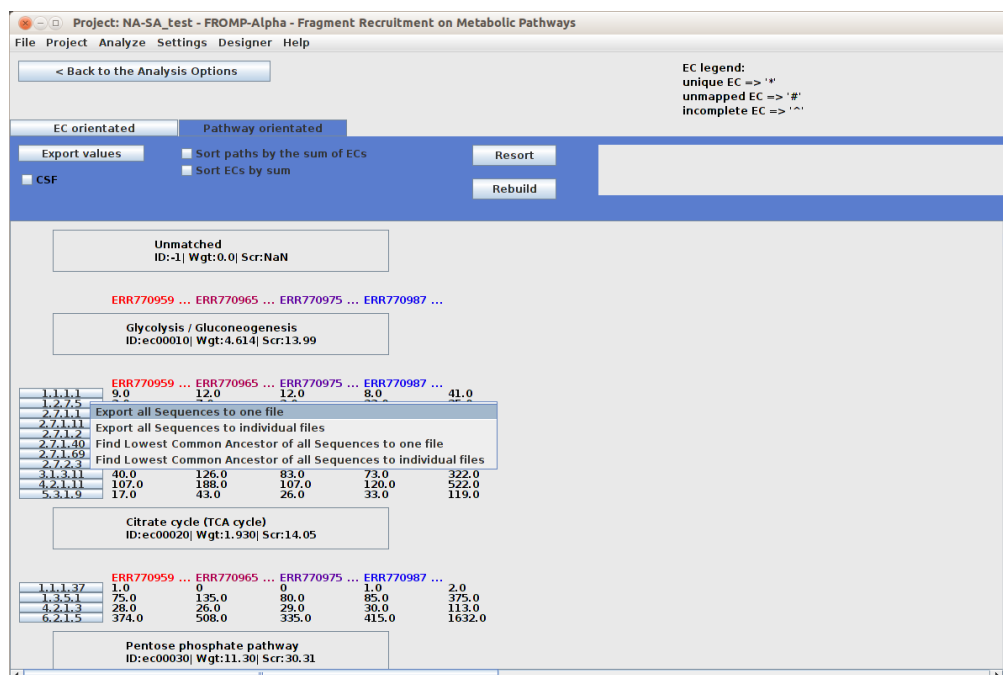 Project: NA-SA_test - FROMP-Alpha - Fragment Recruitment on Metabolic Pathways
File Project Analyze Settings Designer Help
< Back to the Analysis Options
EC legend:
unique EC => '*'
unmapped EC => '#'
incomplete EC => '^'
EC orientated Pathway orientated
Export values
Sort paths by the sum of ECs
Resort
CSF
Sort ECs by sum
Rebuild
Unmatched
ID:-1| Wgt:0.0| Scr:NaN
ERR770959 ... ERR770965 ... ERR770975 ... ERR770987 ...
Glycolysis / Gluconeogenesis
ID:ec00010| Wgt:4.614| Scr:13.99
ERR770959 ... ERR770965 ... ERR770975 ... ERR770987 ...
1.1.1.1 9.0 12.0 12.0 8.0 41.0
1.2.7.5
2.7.1.1 Export all Sequences to one file
2.7.1.11 Export all Sequences to individual files
2.7.1.2
2.7.1.40 Find Lowest Common Ancestor of all Sequences to one file
2.7.1.69 Find Lowest Common Ancestor of all Sequences to individual files
2.7.2.3
3.1.3.11 40.0 126.0 83.0 73.0 322.0
4.2.1.11 107.0 188.0 107.0 120.0 522.0
5.3.1.9 17.0 43.0 26.0 33.0 119.0
Citrate cycle (TCA cycle)
ID:ec00020| Wgt:1.930| Scr:14.05
ERR770959 ... ERR770965 ... ERR770975 ... ERR770987 ...
1.1.1.37 1.0 0 0 1.0 2.0
1.3.5.1 75.0 135.0 80.0 85.0 375.0
4.2.1.3 28.0 26.0 29.0 30.0 113.0
6.2.1.5 374.0 508.0 335.0 415.0 1632.0
Pentose phosphate pathway
ID:ec00030| Wgt:11.30| Scr:30.31